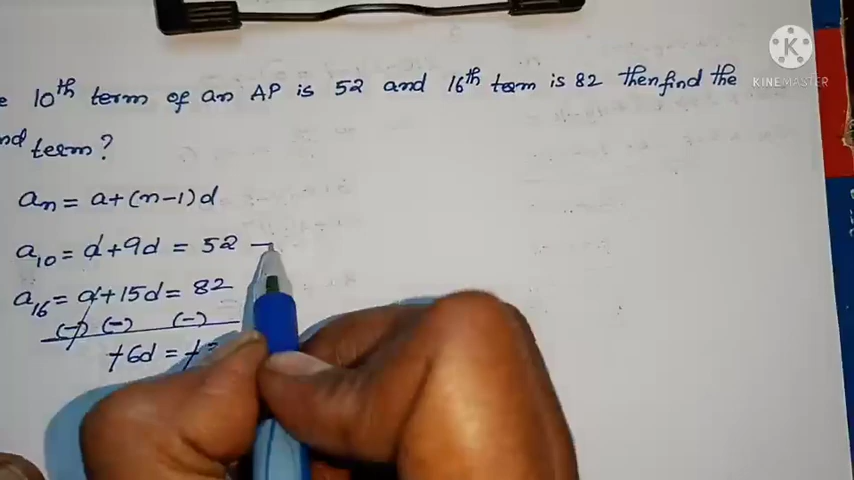 10th term of an AP is 52 and 16th term is 82 then find the
term?
an = a+(n-1)d
a10 = a+9d = 52 -
a16 = a+15d = 82
(-) (-) (-)
+6d = +
KINEMASTER